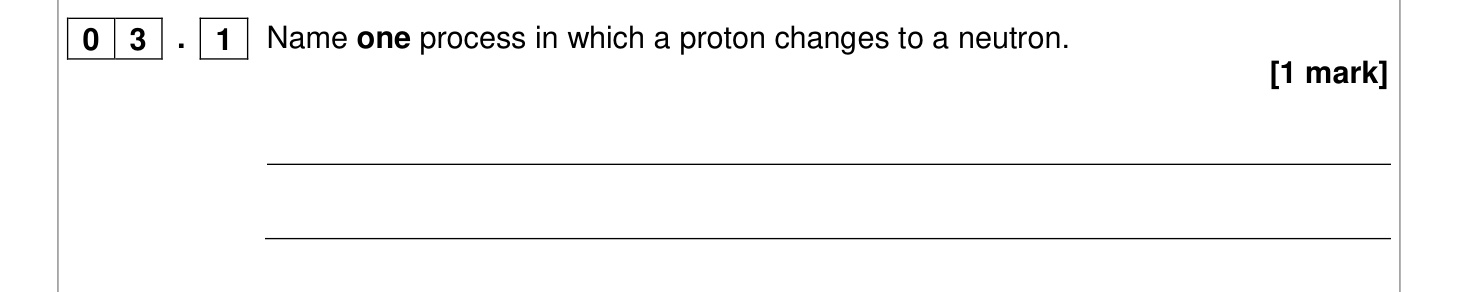 0 3 . 1 Name one process in which a proton changes to a neutron.
[1 mark]